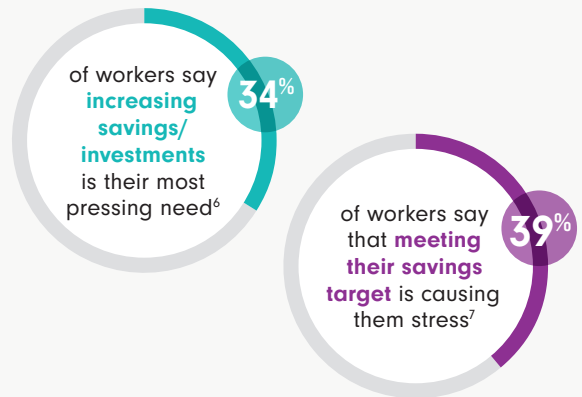 34%
of workers say
increasing
savings/
investments
is their most
pressing need6
39%
of workers say
that meeting
their savings
target is causing
them stress7